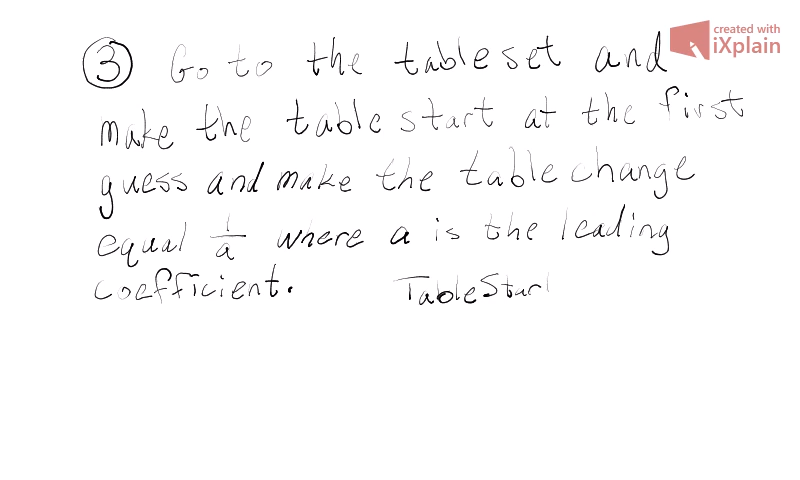 created with
iXplain
③ Go to the tableset and
make the table start at the first
guess and make the table change
equal 1/a where a is the leading
coefficient. TableStar